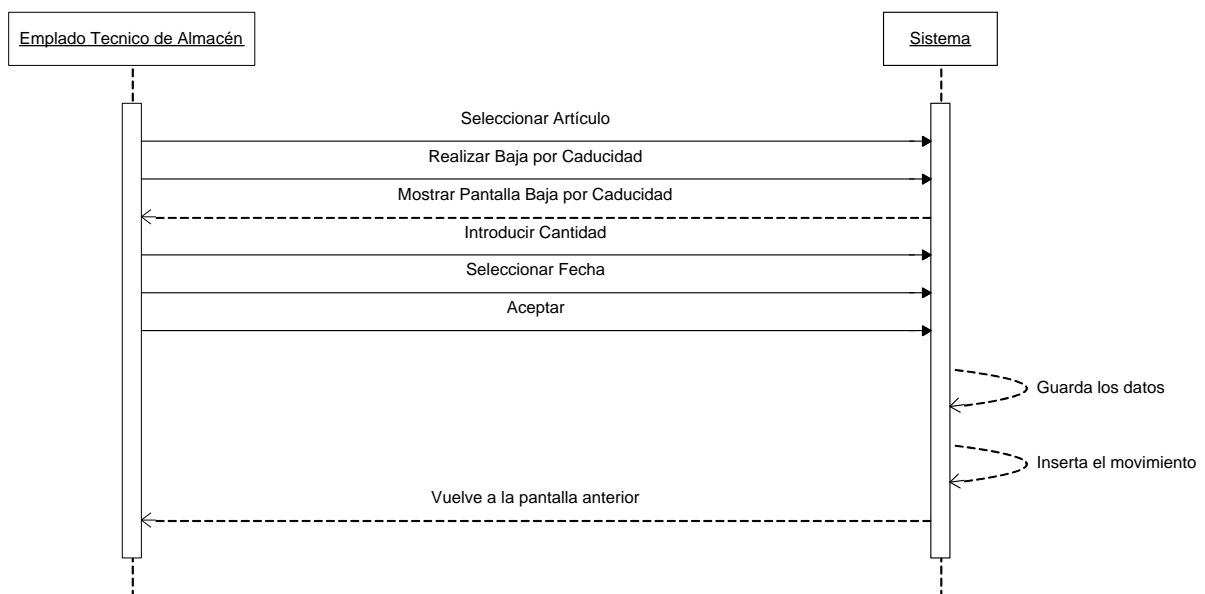 Emplado Tecnico de Almacén
Sistema
Seleccionar Artículo
Realizar Baja por Caducidad
Mostrar Pantalla Baja por Caducidad
Introducir Cantidad
Seleccionar Fecha
Aceptar
Guarda los datos
Inserta el movimiento
Vuelve a la pantalla anterior